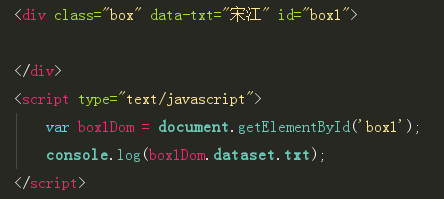 <div class="box" data-txt="宋江" id="box1">
</div>
<script type="text/javascript">
var box1Dom = document.getElementById('box1');
console.log(box1Dom.dataset.txt);
</script>